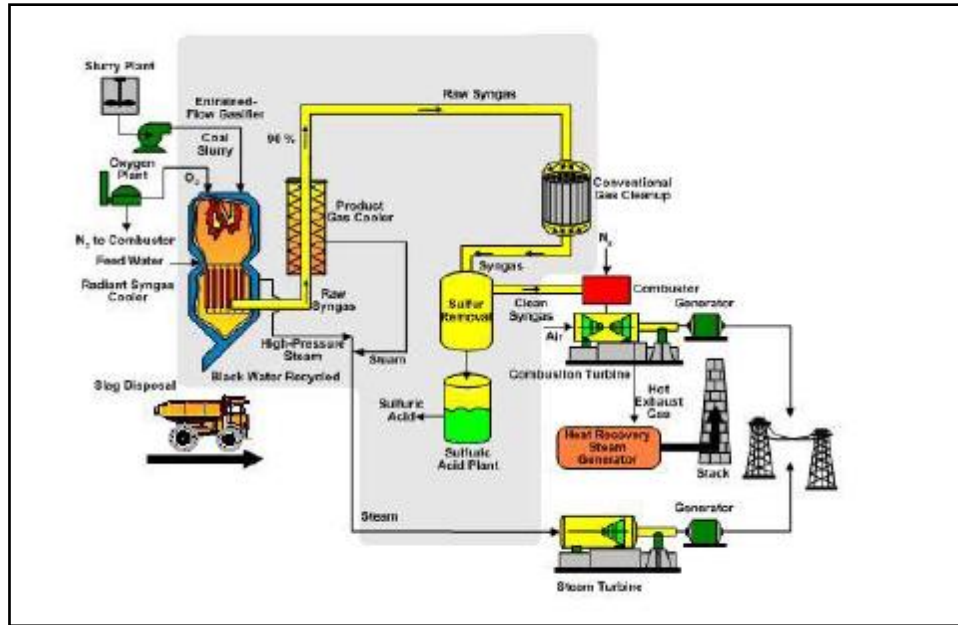 Slurry Plant
Entrained-
Flow Gasifier
Coal
Slurry
Oxygen
Plant
O2
N2 to Combustor
Feed Water
Radiant Syngas
Cooler
90 %
Raw Syngas
Product
Gas Cooler
Raw
Syngas
High-Pressure
Steam
Steam
Black Water Recycled
Slag Disposal
Conventional
Gas Cleanup
Syngas
Sulfur
Removal
Clean
Syngas
N2
Combustor
Generator
Air
Combustion Turbine
Hot
Exhaust
Gas
Sulfuric
Acid
Sulfuric
Acid Plant
Heat Recovery
Steam
Generator
Stack
Steam
Generator
Steam Turbine